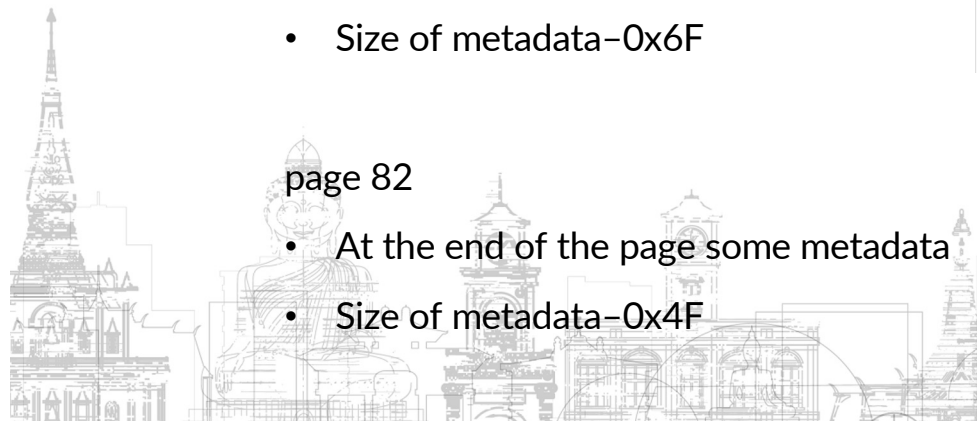 • Size of metadata–0x6F
page 82
• At the end of the page some metadata
• Size of metadata–0x4F